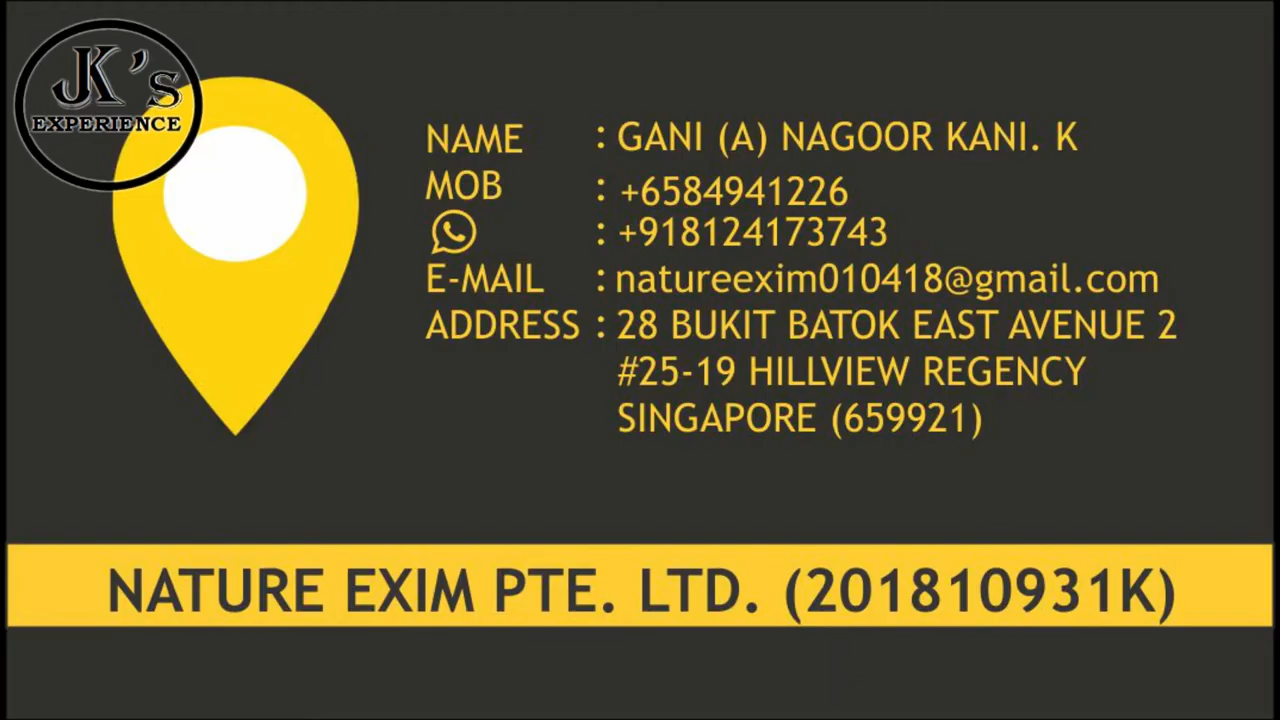 JK's
EXPERIENCE
NAME : GANI (A) NAGOOR KANI. K
MOB : +6584941226
: +918124173743
E-MAIL : natureexim010418@gmail.com
ADDRESS : 28 BUKIT BATOK EAST AVENUE 2
#25-19 HILLVIEW REGENCY
SINGAPORE (659921)
NATURE EXIM PTE. LTD. (201810931K)